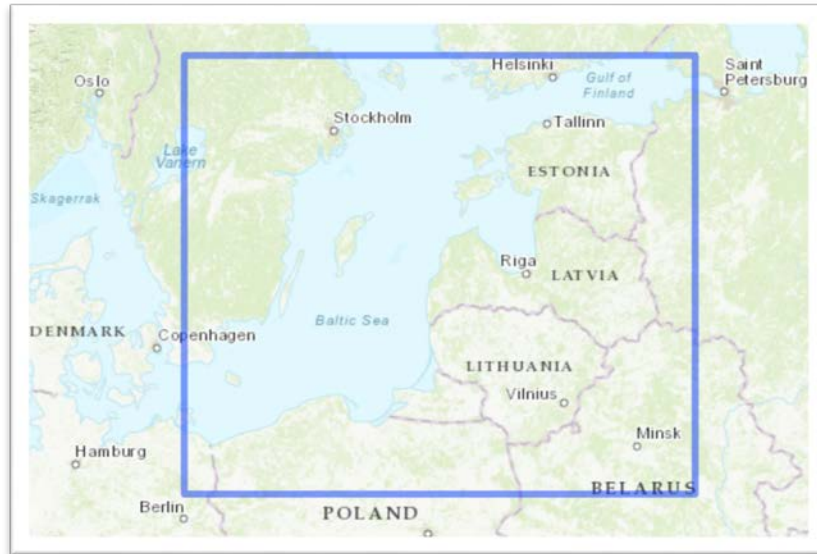 Oslo
Helsinki
Gulf of
Finland
Saint
Petersburg
Stockholm
Tallinn
Lake
Vanern
ESTONIA
Skagerrak
Riga
LATVIA
Baltic Sea
DENMARK
Copenhagen
LITHUANIA
Vilnius
Minsk
Hamburg
BELARUS
Berlin
POLAND